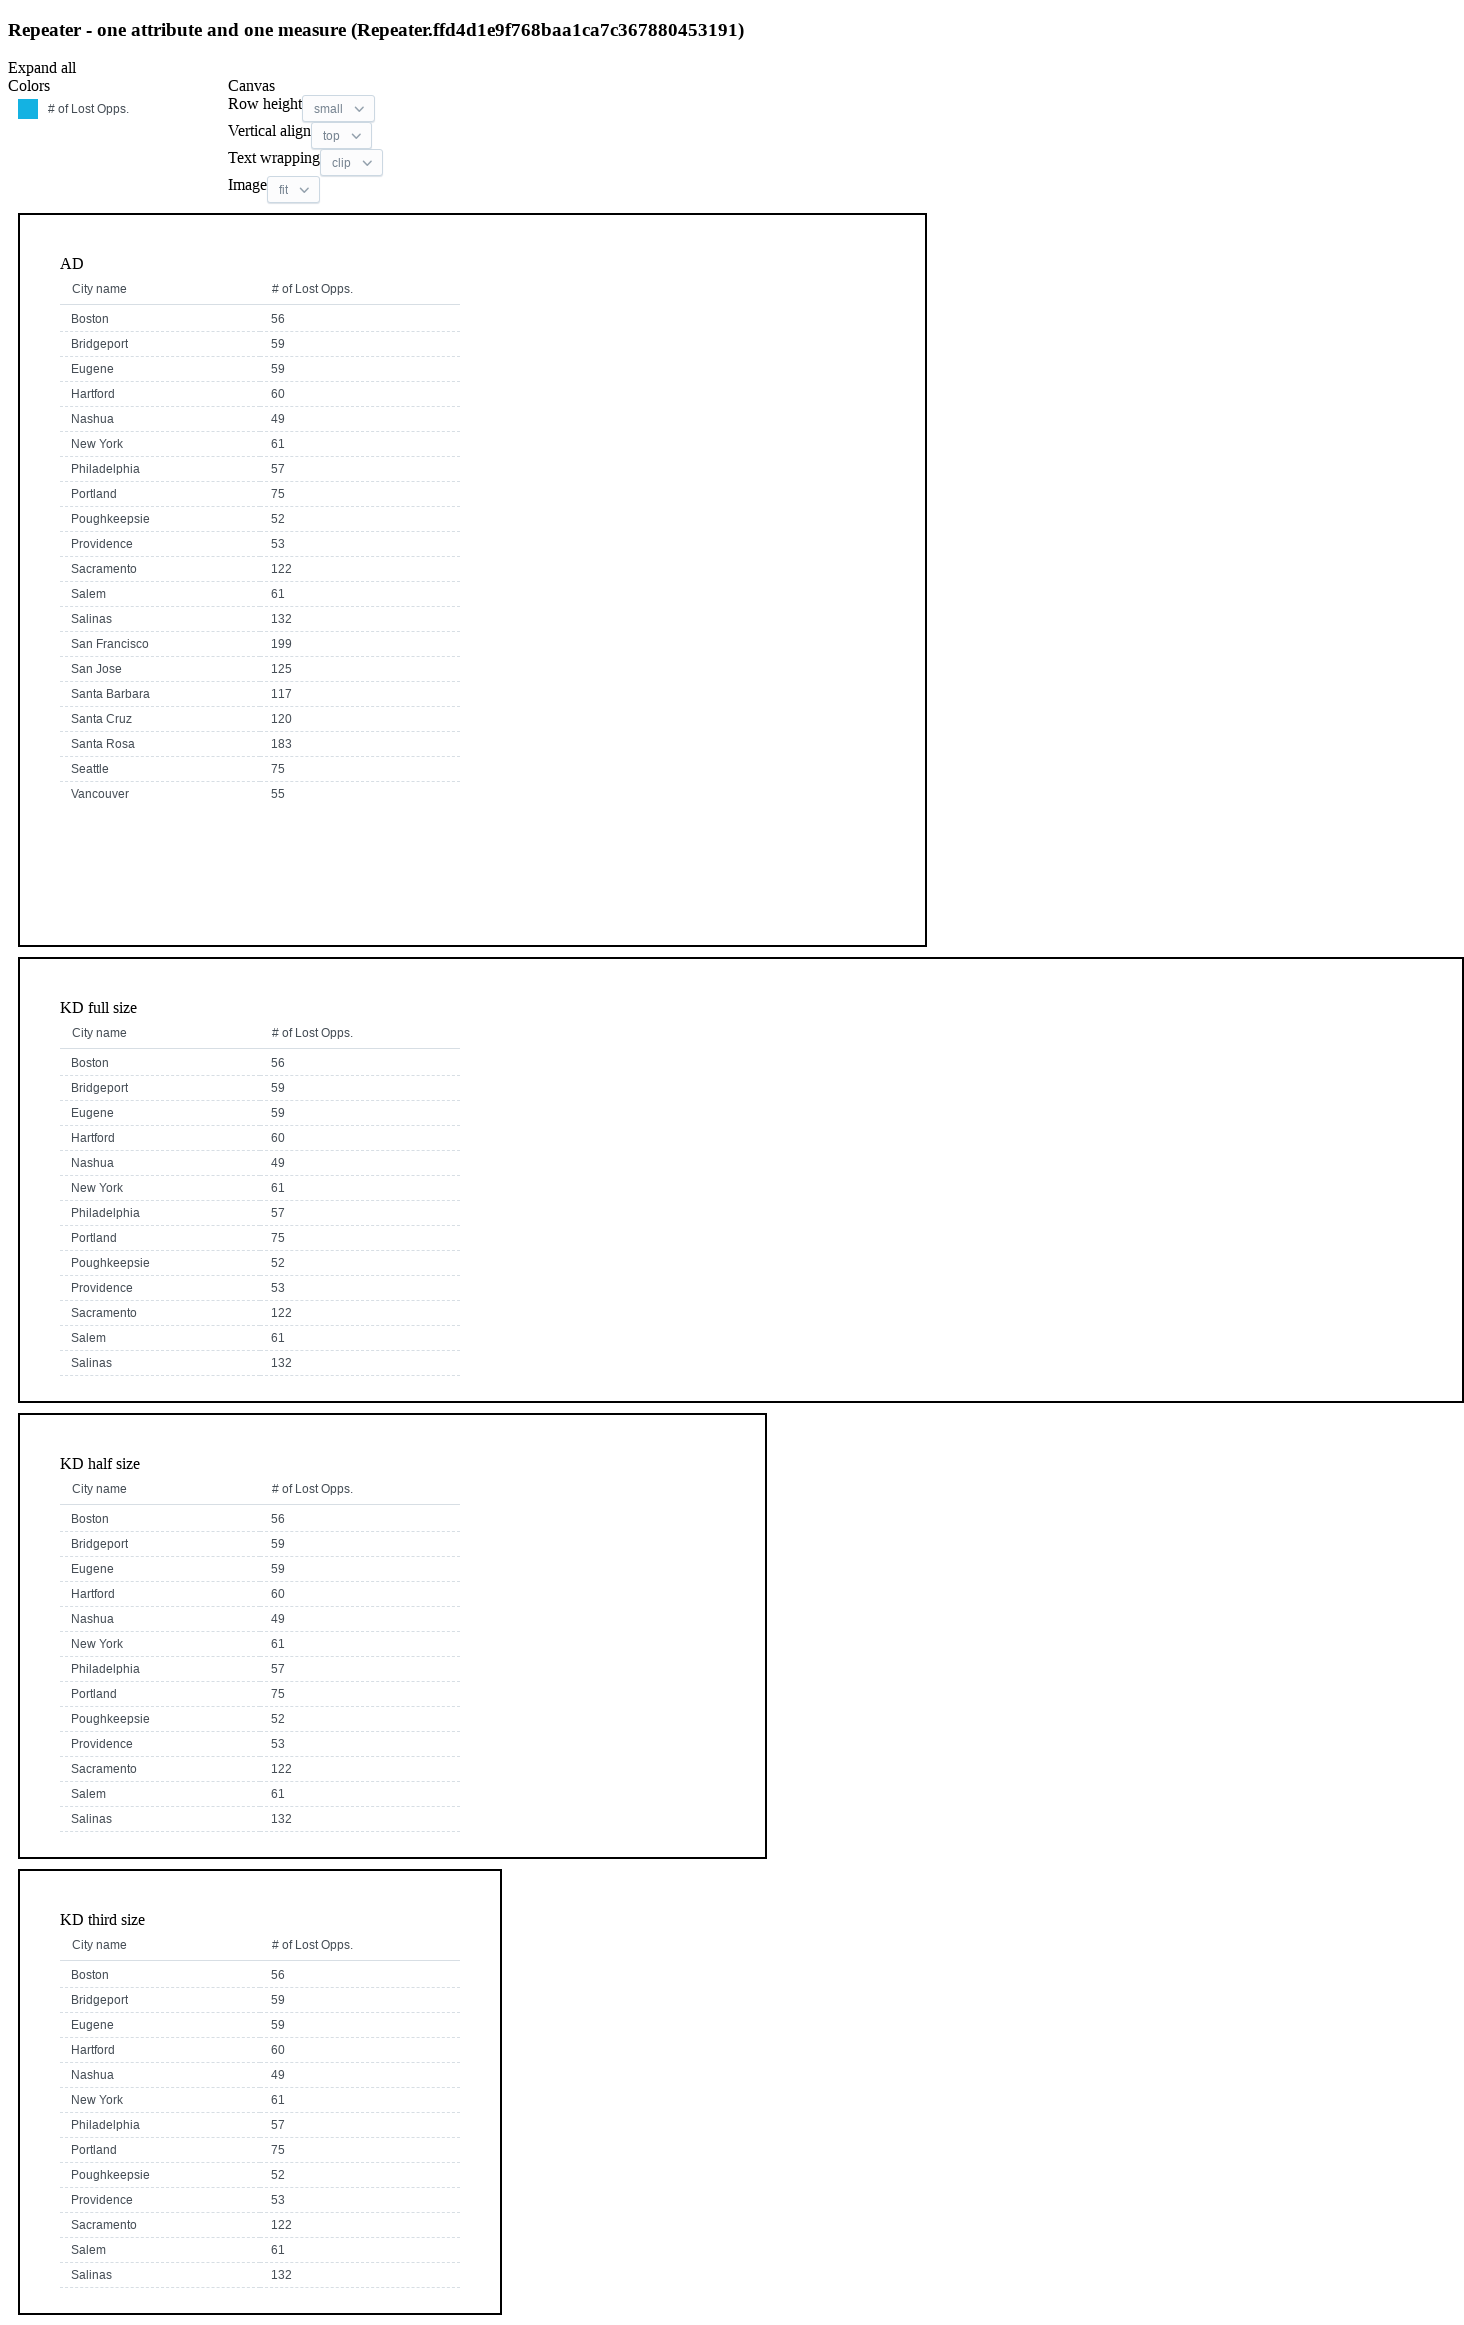 Repeater - one attribute and one measure (Repeater.ffd4d1e9f768baa1ca7c367880453191)
Expand all
Colors
# of Lost Opps.
Canvas
Row height small
Vertical align top
Text wrapping clip
Image fit
AD
City name # of Lost Opps.
Boston 56
Bridgeport 59
Eugene 59
Hartford 60
Nashua 49
New York 61
Philadelphia 57
Portland 75
Poughkeepsie 52
Providence 53
Sacramento 122
Salem 61
Salinas 132
San Francisco 199
San Jose 125
Santa Barbara 117
Santa Cruz 120
Santa Rosa 183
Seattle 75
Vancouver 55
KD full size
City name # of Lost Opps.
Boston 56
Bridgeport 59
Eugene 59
Hartford 60
Nashua 49
New York 61
Philadelphia 57
Portland 75
Poughkeepsie 52
Providence 53
Sacramento 122
Salem 61
Salinas 132
KD half size
City name # of Lost Opps.
Boston 56
Bridgeport 59
Eugene 59
Hartford 60
Nashua 49
New York 61
Philadelphia 57
Portland 75
Poughkeepsie 52
Providence 53
Sacramento 122
Salem 61
Salinas 132
KD third size
City name # of Lost Opps.
Boston 56
Bridgeport 59
Eugene 59
Hartford 60
Nashua 49
New York 61
Philadelphia 57
Portland 75
Poughkeepsie 52
Providence 53
Sacramento 122
Salem 61
Salinas 132